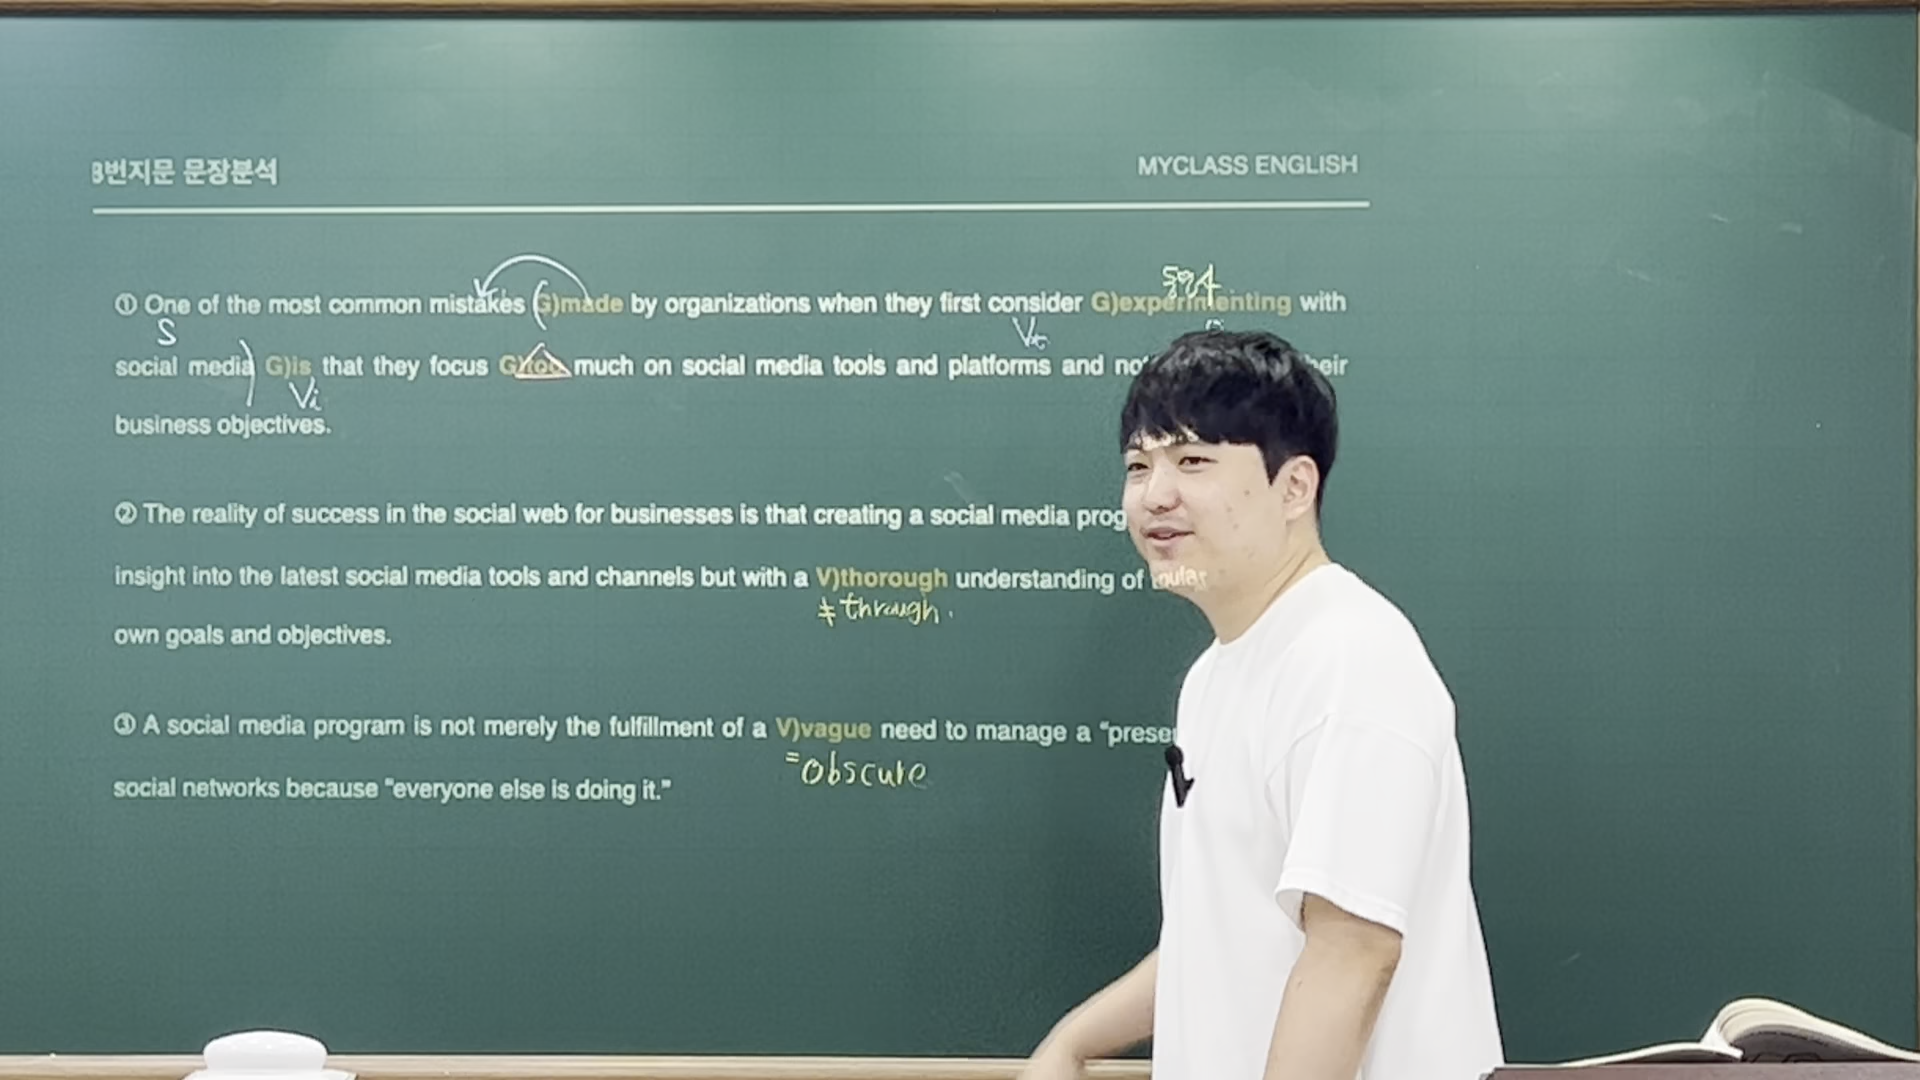 8번지문 문장분석
MYCLASS ENGLISH
동명사
① One of the most common mistakes (G)made by organizations when they first consider G)experimenting with
S
Vt
social media) G)is that they focus G)too much on social media tools and platforms and not heir
Vi
business objectives.
② The reality of success in the social web for businesses is that creating a social media prog
insight into the latest social media tools and channels but with a V)thorough understanding of
≠ through.
own goals and objectives.
③ A social media program is not merely the fulfillment of a V)vague need to manage a “prese
=obscure
social networks because "everyone else is doing it."